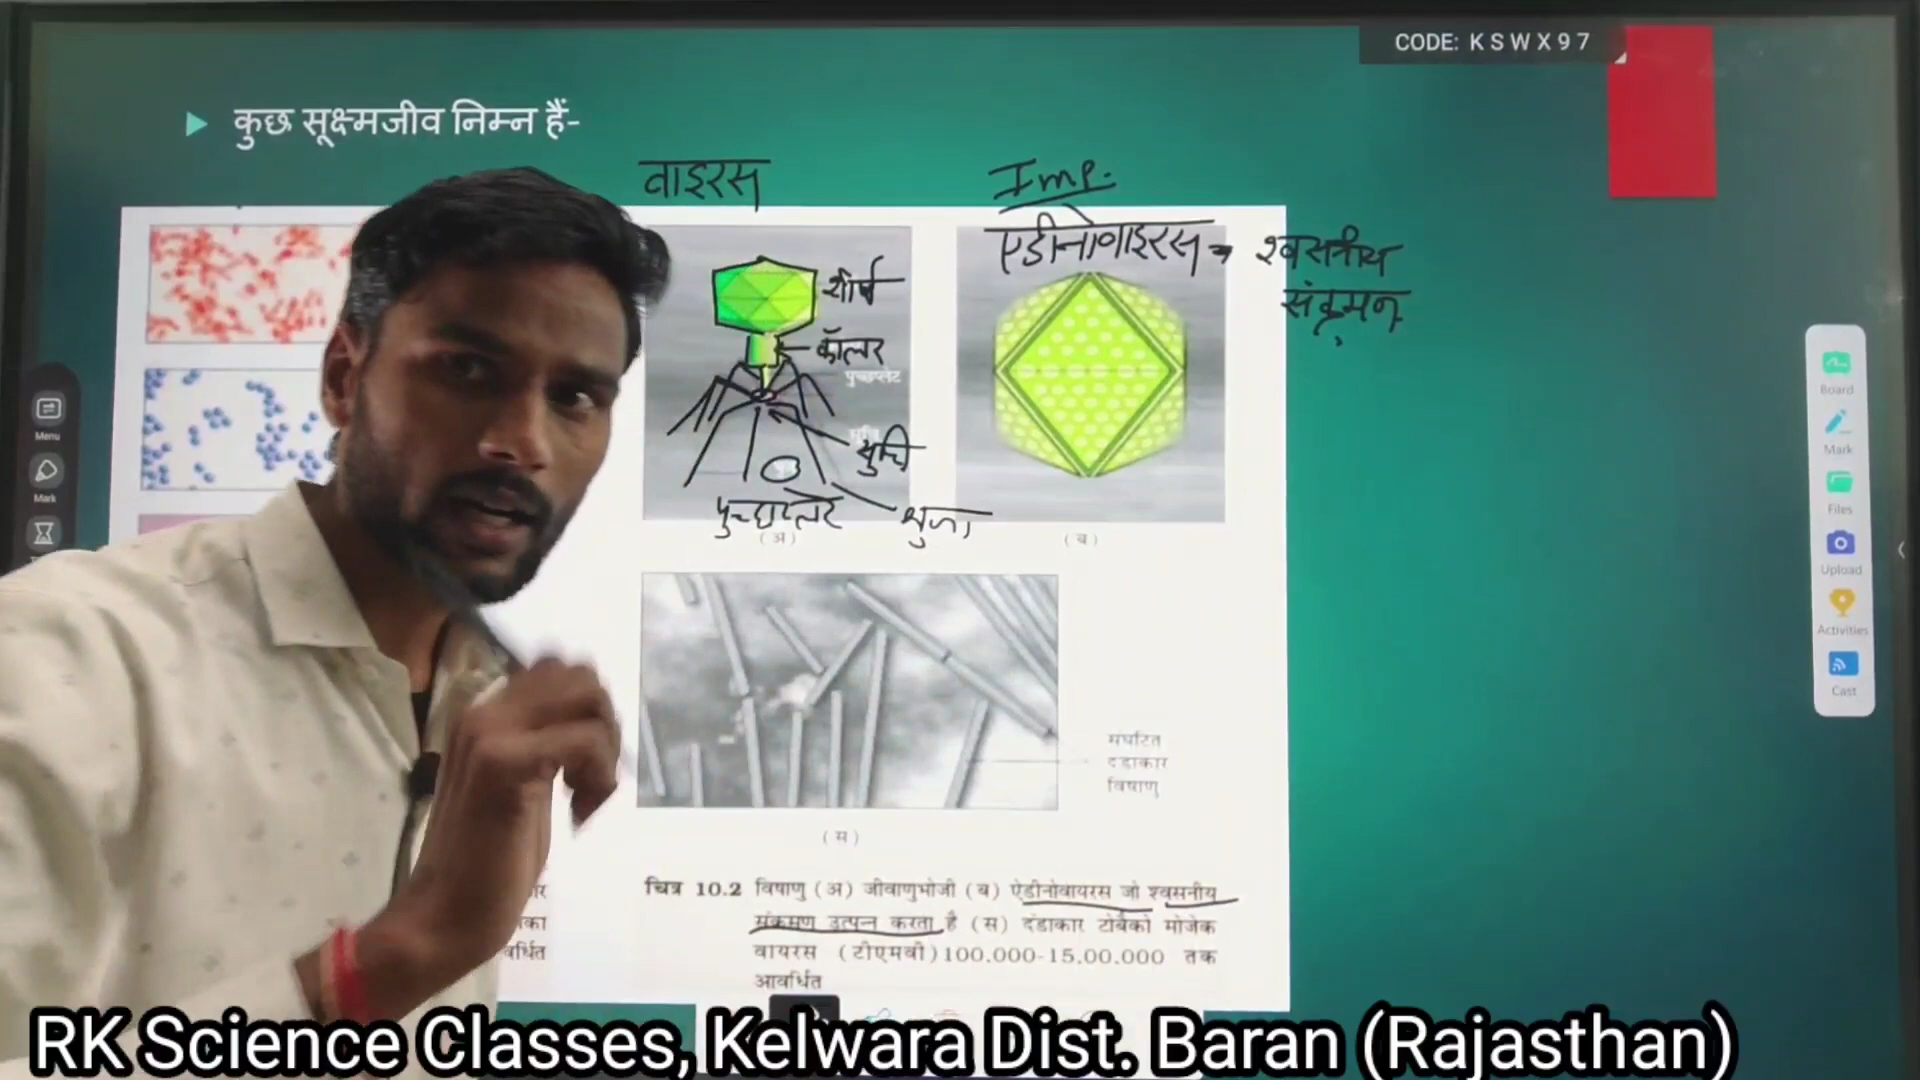 CODE: K S W X 9 7
कुछ सूक्ष्मजीव निम्न हैं-
वाइरस
Imp.
एडीनोवाइरस → श्वसनीय
संक्रमन
शीर्ष
कॉलर
पुच्छप्लेट
सुचि
पुच्छप्लेट
भुजा
(अ)
(ब)
संघटित
दंडाकार
विषाणु
(स)
चित्र 10.2 विषाणु (अ) जीवाणुभोजी (ब) ऐडीनोवायरस जो श्वसनीय
संक्रमण उत्पन्न करता है (स) दंडाकार टोबैको मोजेक
वायरस (टीएमवी) 100.000-15,00.000 तक
आवर्धित
वर्धित
Menu
Mark
Board
Mark
Files
Upload
Activities
Cast
RK Science Classes, Kelwara Dist. Baran (Rajasthan)